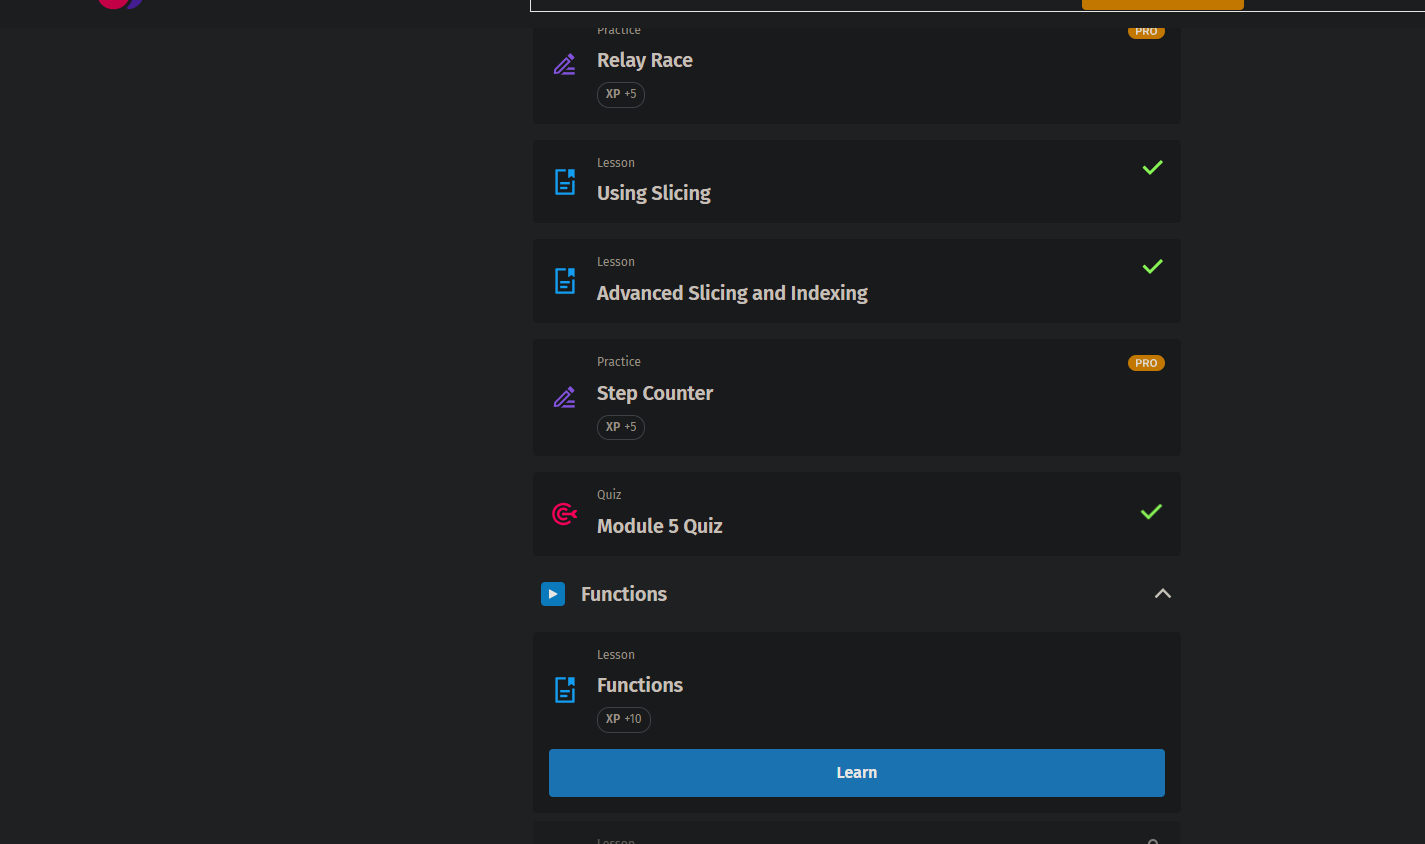 Practice
PRO
Relay Race
XP +5
Lesson
Using Slicing
Lesson
Advanced Slicing and Indexing
Practice
PRO
Step Counter
XP +5
Quiz
Module 5 Quiz
Functions
Lesson
Functions
XP +10
Learn
Lesson